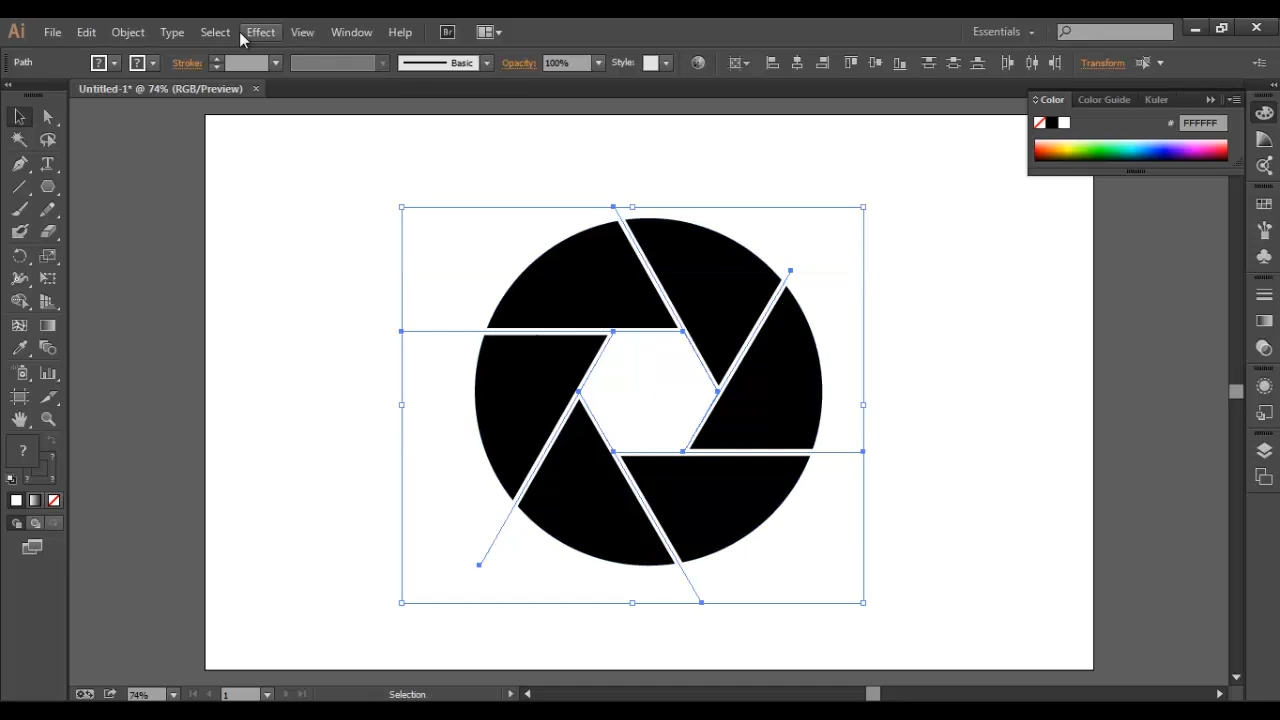 Ai File Edit Object Type Select Effect View Window Help Br Essentials
Path ? ? Stroke: Basic Opacity: 100% Style: Transform
Untitled-1* @ 74% (RGB/Preview) ×
Color Color Guide Kuler
# FFFFFF
T
?
?
? ?
74% 1 Selection